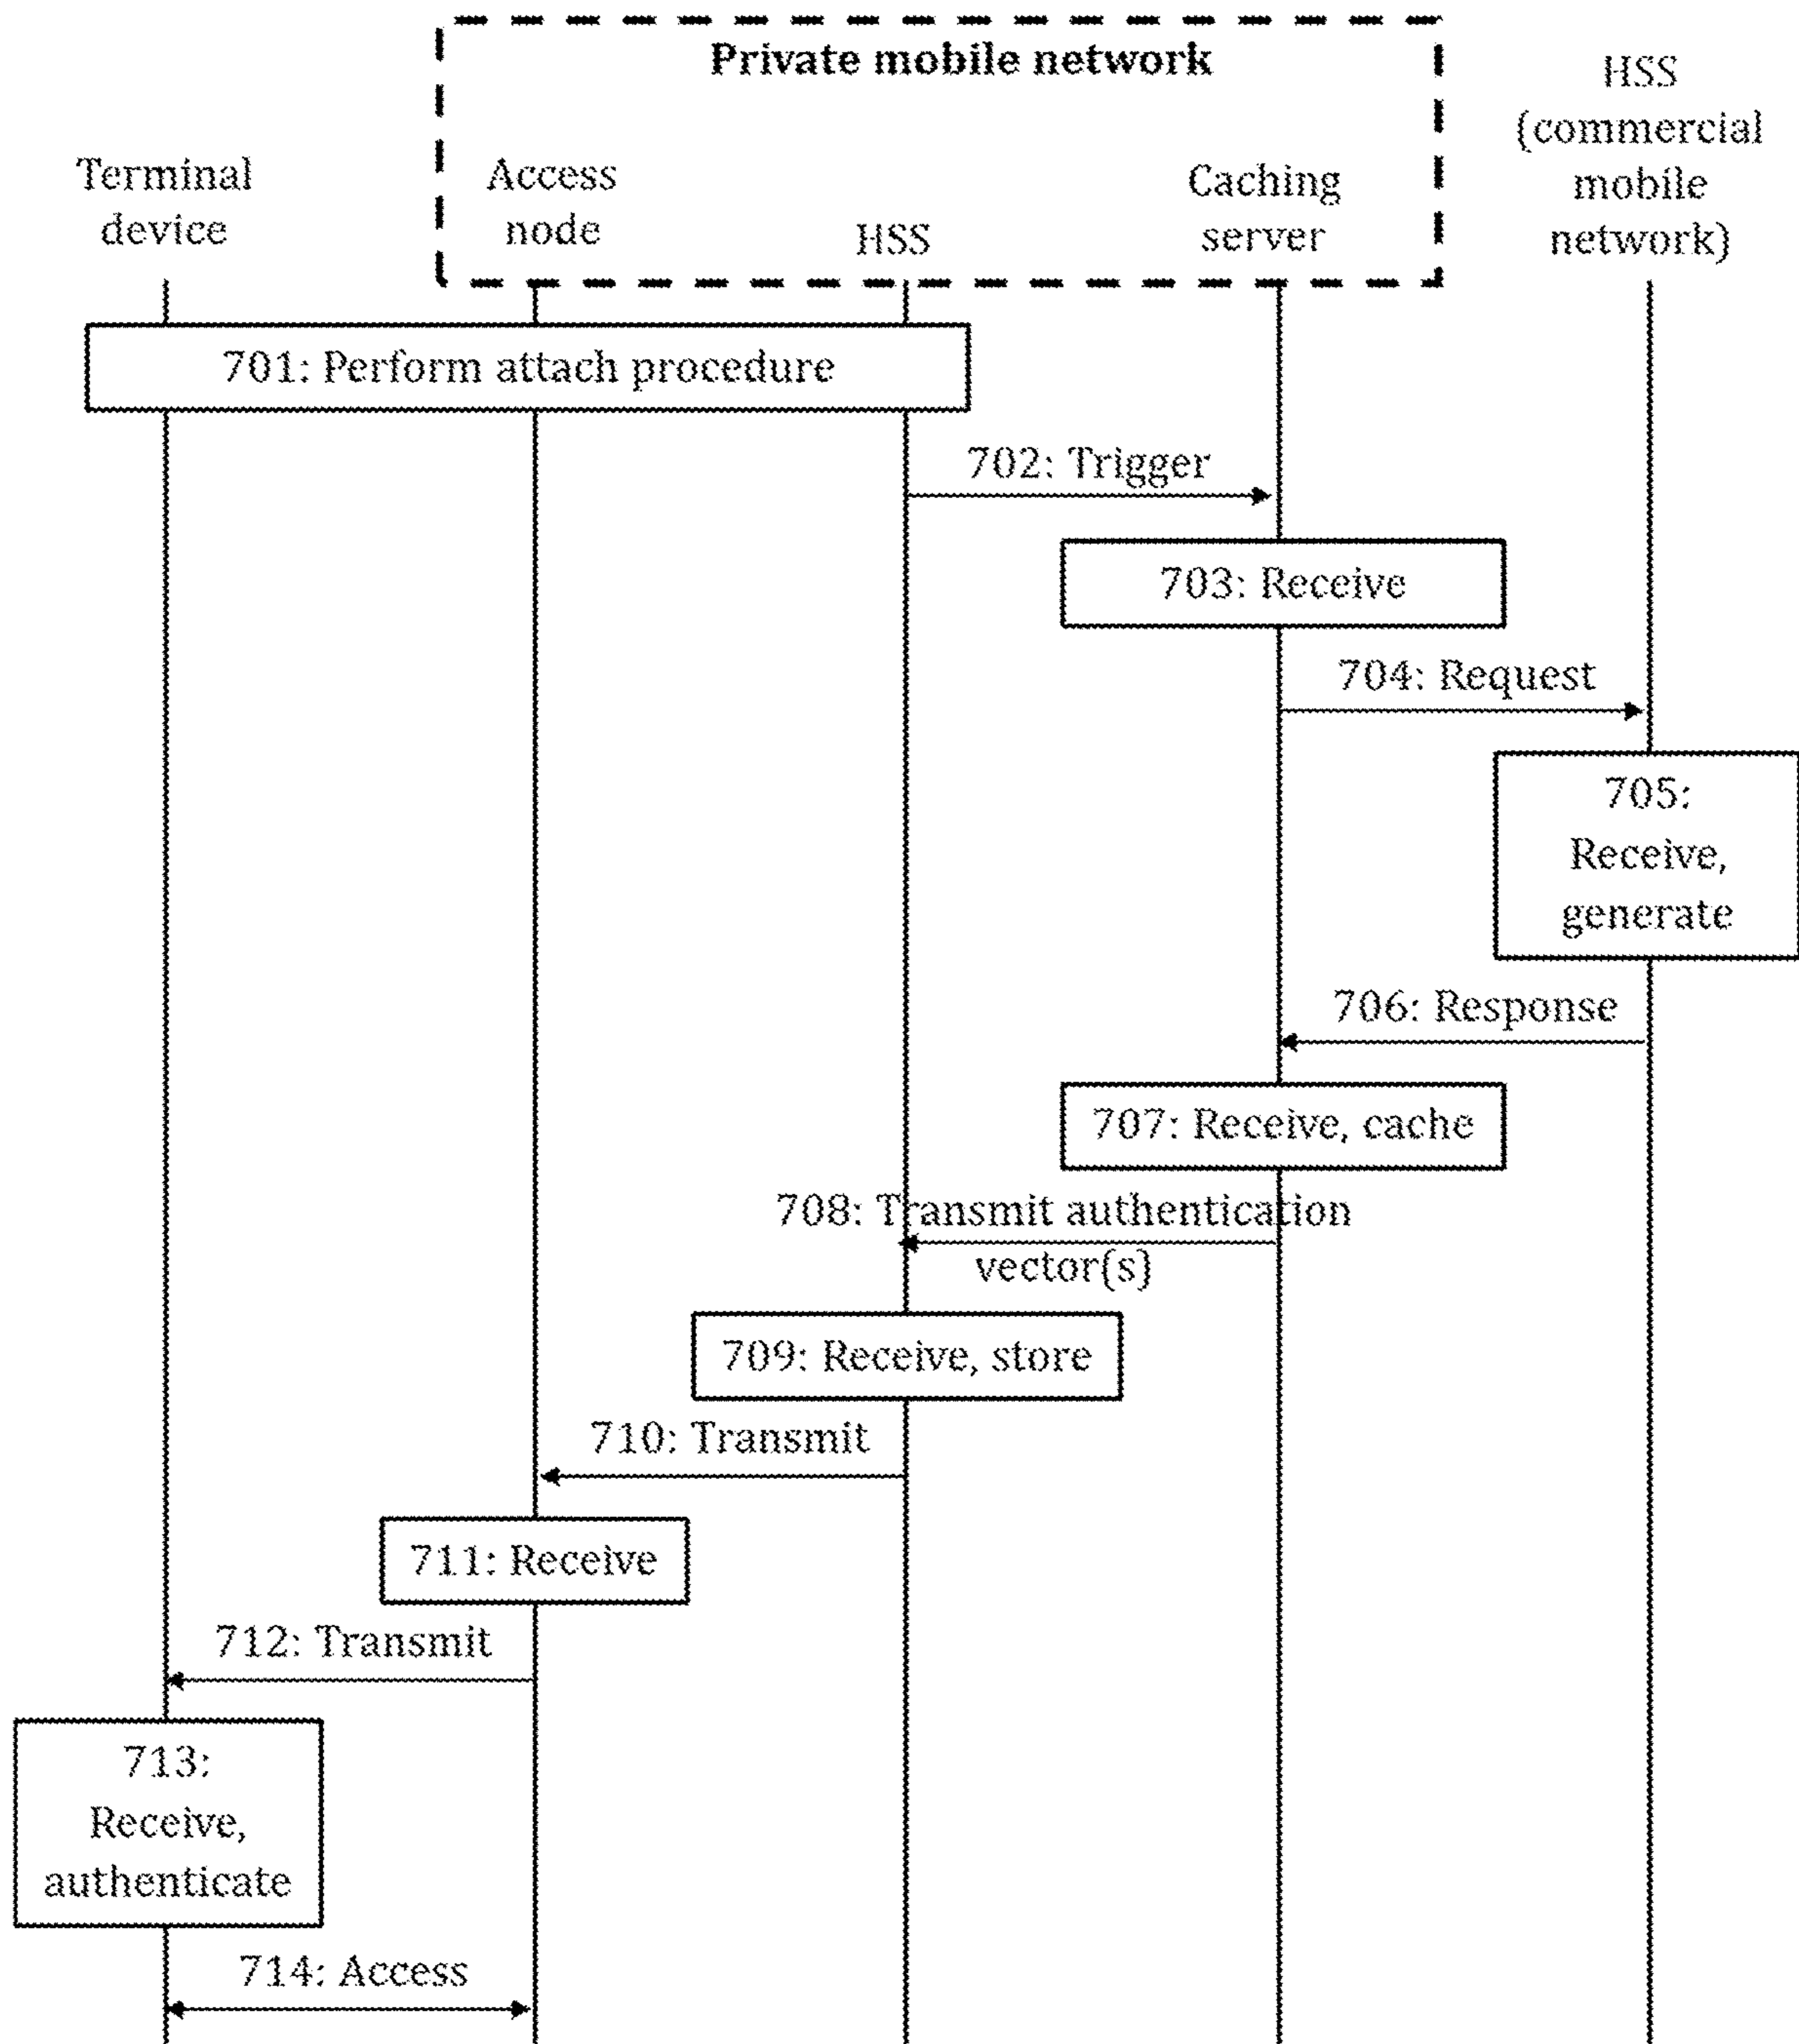 Private mobile network
HSS
(commercial
mobile
network)
Terminal
device
Access
node
HSS
Caching
server
701: Perform attach procedure
702: Trigger
703: Receive
704: Request
705:
Receive,
generate
706: Response
707: Receive, cache
708: Transmit authentication
vector(s)
709: Receive, store
710: Transmit
711: Receive
712: Transmit
713:
Receive,
authenticate
714: Access